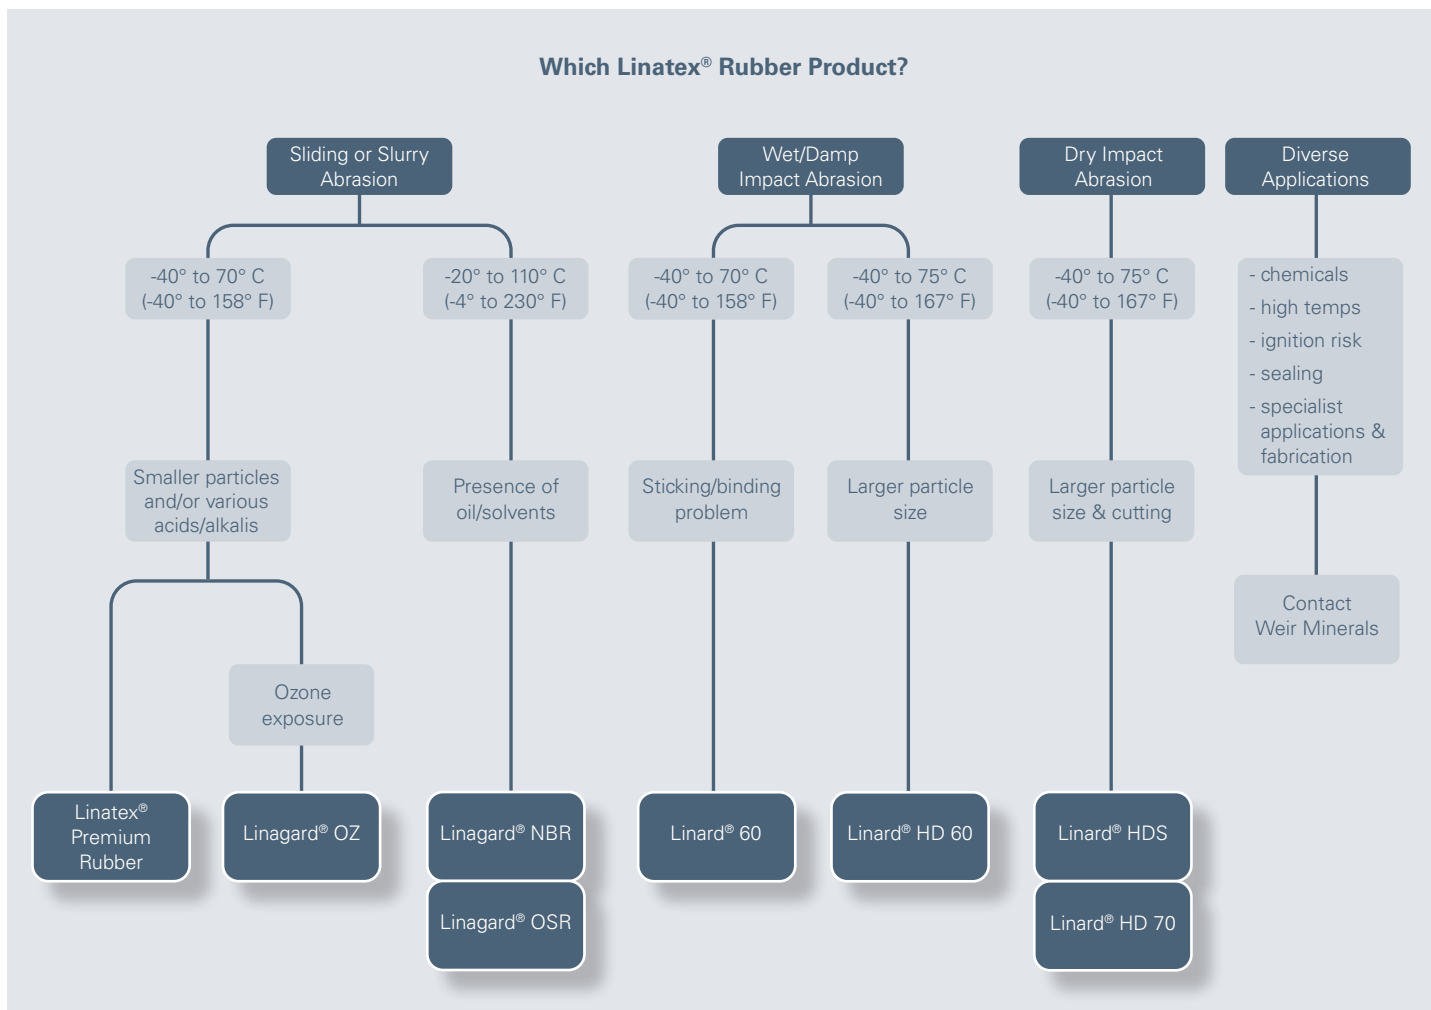 Which Linatex® Rubber Product?
Sliding or Slurry
Abrasion
Wet/Damp
Impact Abrasion
Dry Impact
Abrasion
Diverse
Applications
-40° to 70° C
(-40° to 158° F)
-20° to 110° C
(-4° to 230° F)
-40° to 70° C
(-40° to 158° F)
-40° to 75° C
(-40° to 167° F)
-40° to 75° C
(-40° to 167° F)
- chemicals
- high temps
- ignition risk
- sealing
- specialist
applications &
fabrication
Smaller particles
and/or various
acids/alkalis
Presence of
oil/solvents
Sticking/binding
problem
Larger particle
size
Larger particle
size & cutting
Contact
Weir Minerals
Ozone
exposure
Linatex®
Premium
Rubber
Linagard® OZ
Linagard® NBR
Linard® 60
Linard® HD 60
Linard® HDS
Linagard® OSR
Linard® HD 70